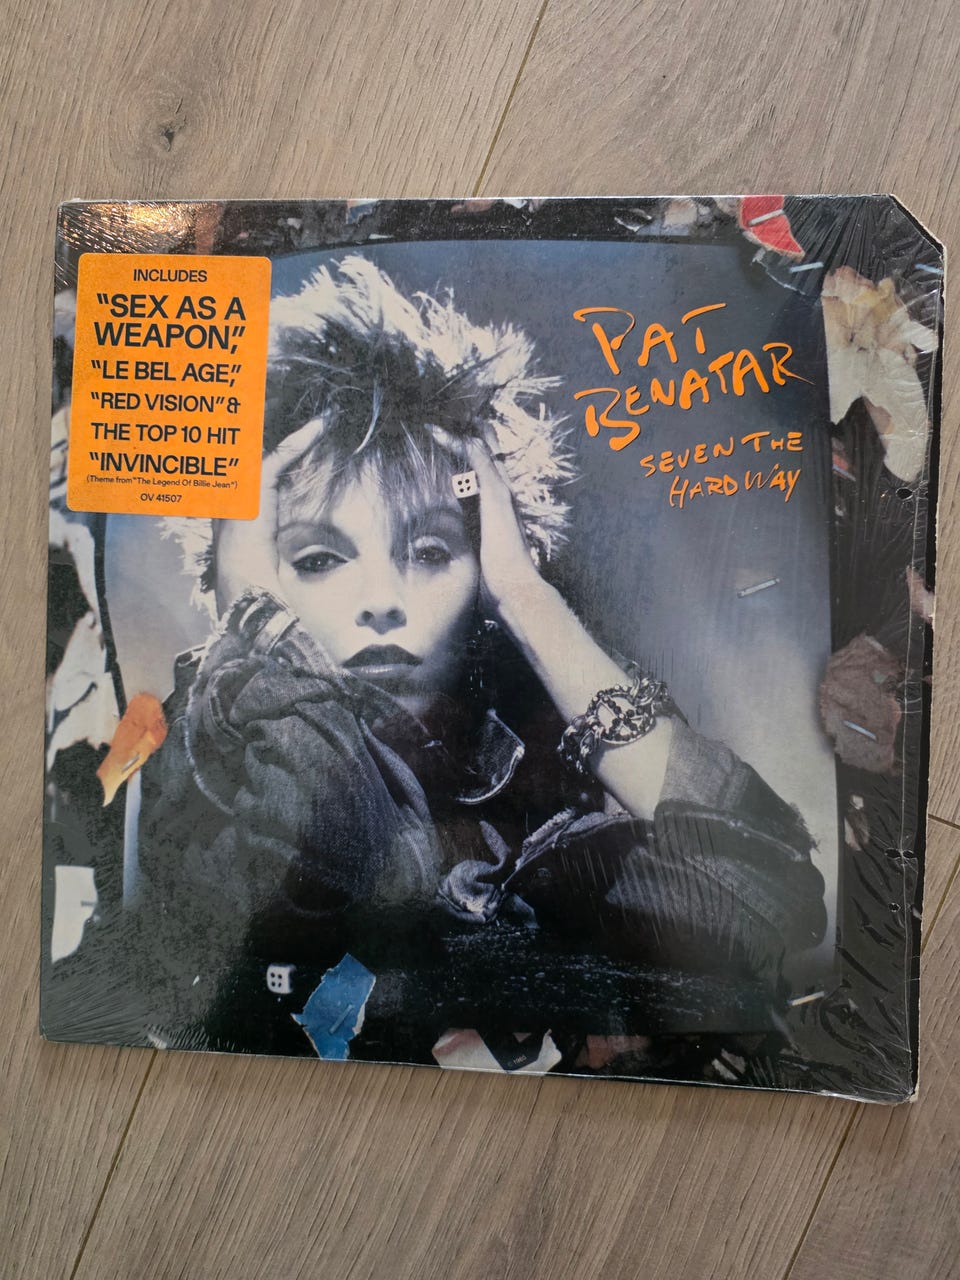 INCLUDES
"SEX AS A
WEAPON,"
"LE BEL AGE,"
"RED VISION" &
THE TOP 10 HIT
"INVINCIBLE"
(Theme from "The Legend Of Billie Jean")
OV 41507
PAT
BENATAR
SEVEN THE
HARD WAY
© 1985